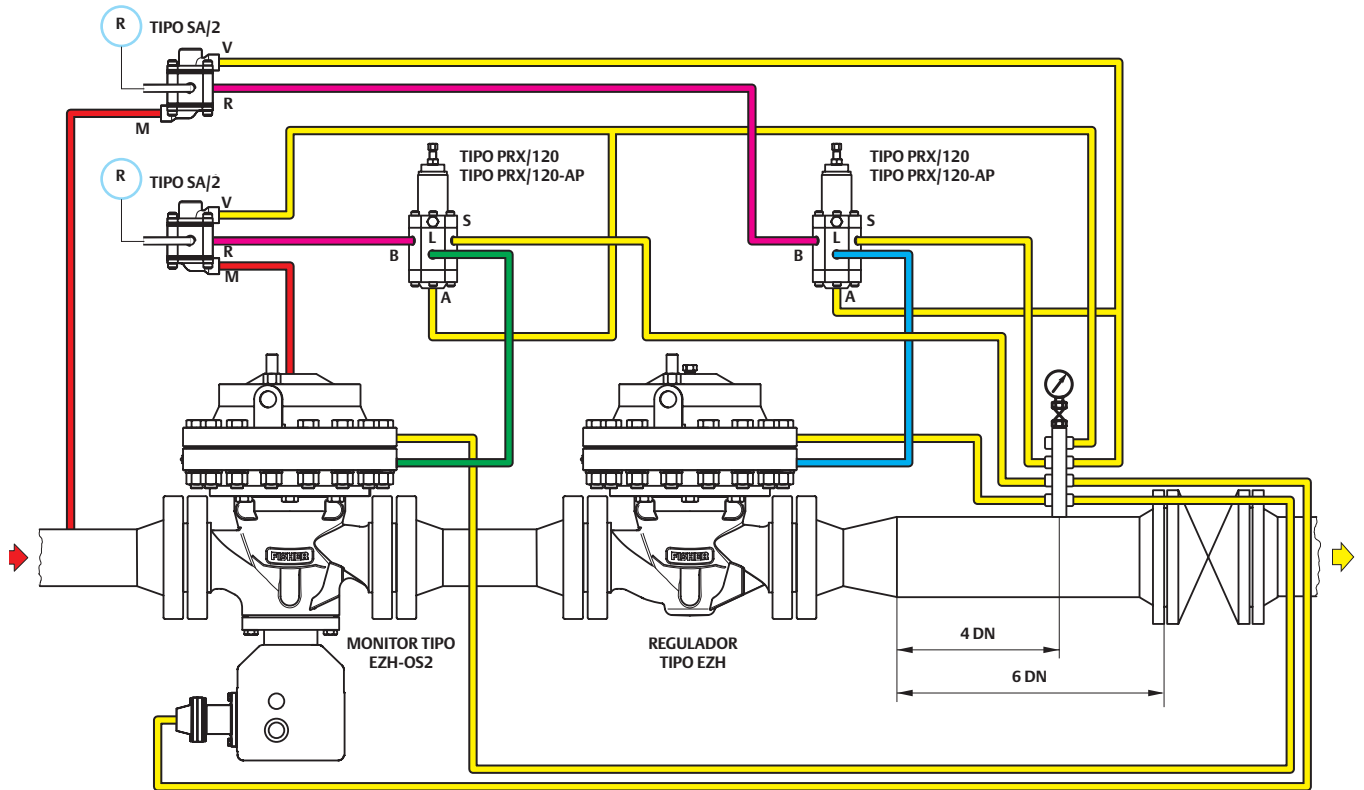 R
TIPO SA/2
V
R
M
R
TIPO SA/2
V
R
M
TIPO PRX/120
TIPO PRX/120-AP
S
L
B
A
TIPO PRX/120
TIPO PRX/120-AP
S
L
B
A
FISHER
FISHER
MONITOR TIPO
EZH-OS2
REGULADOR
TIPO EZH
4 DN
6 DN